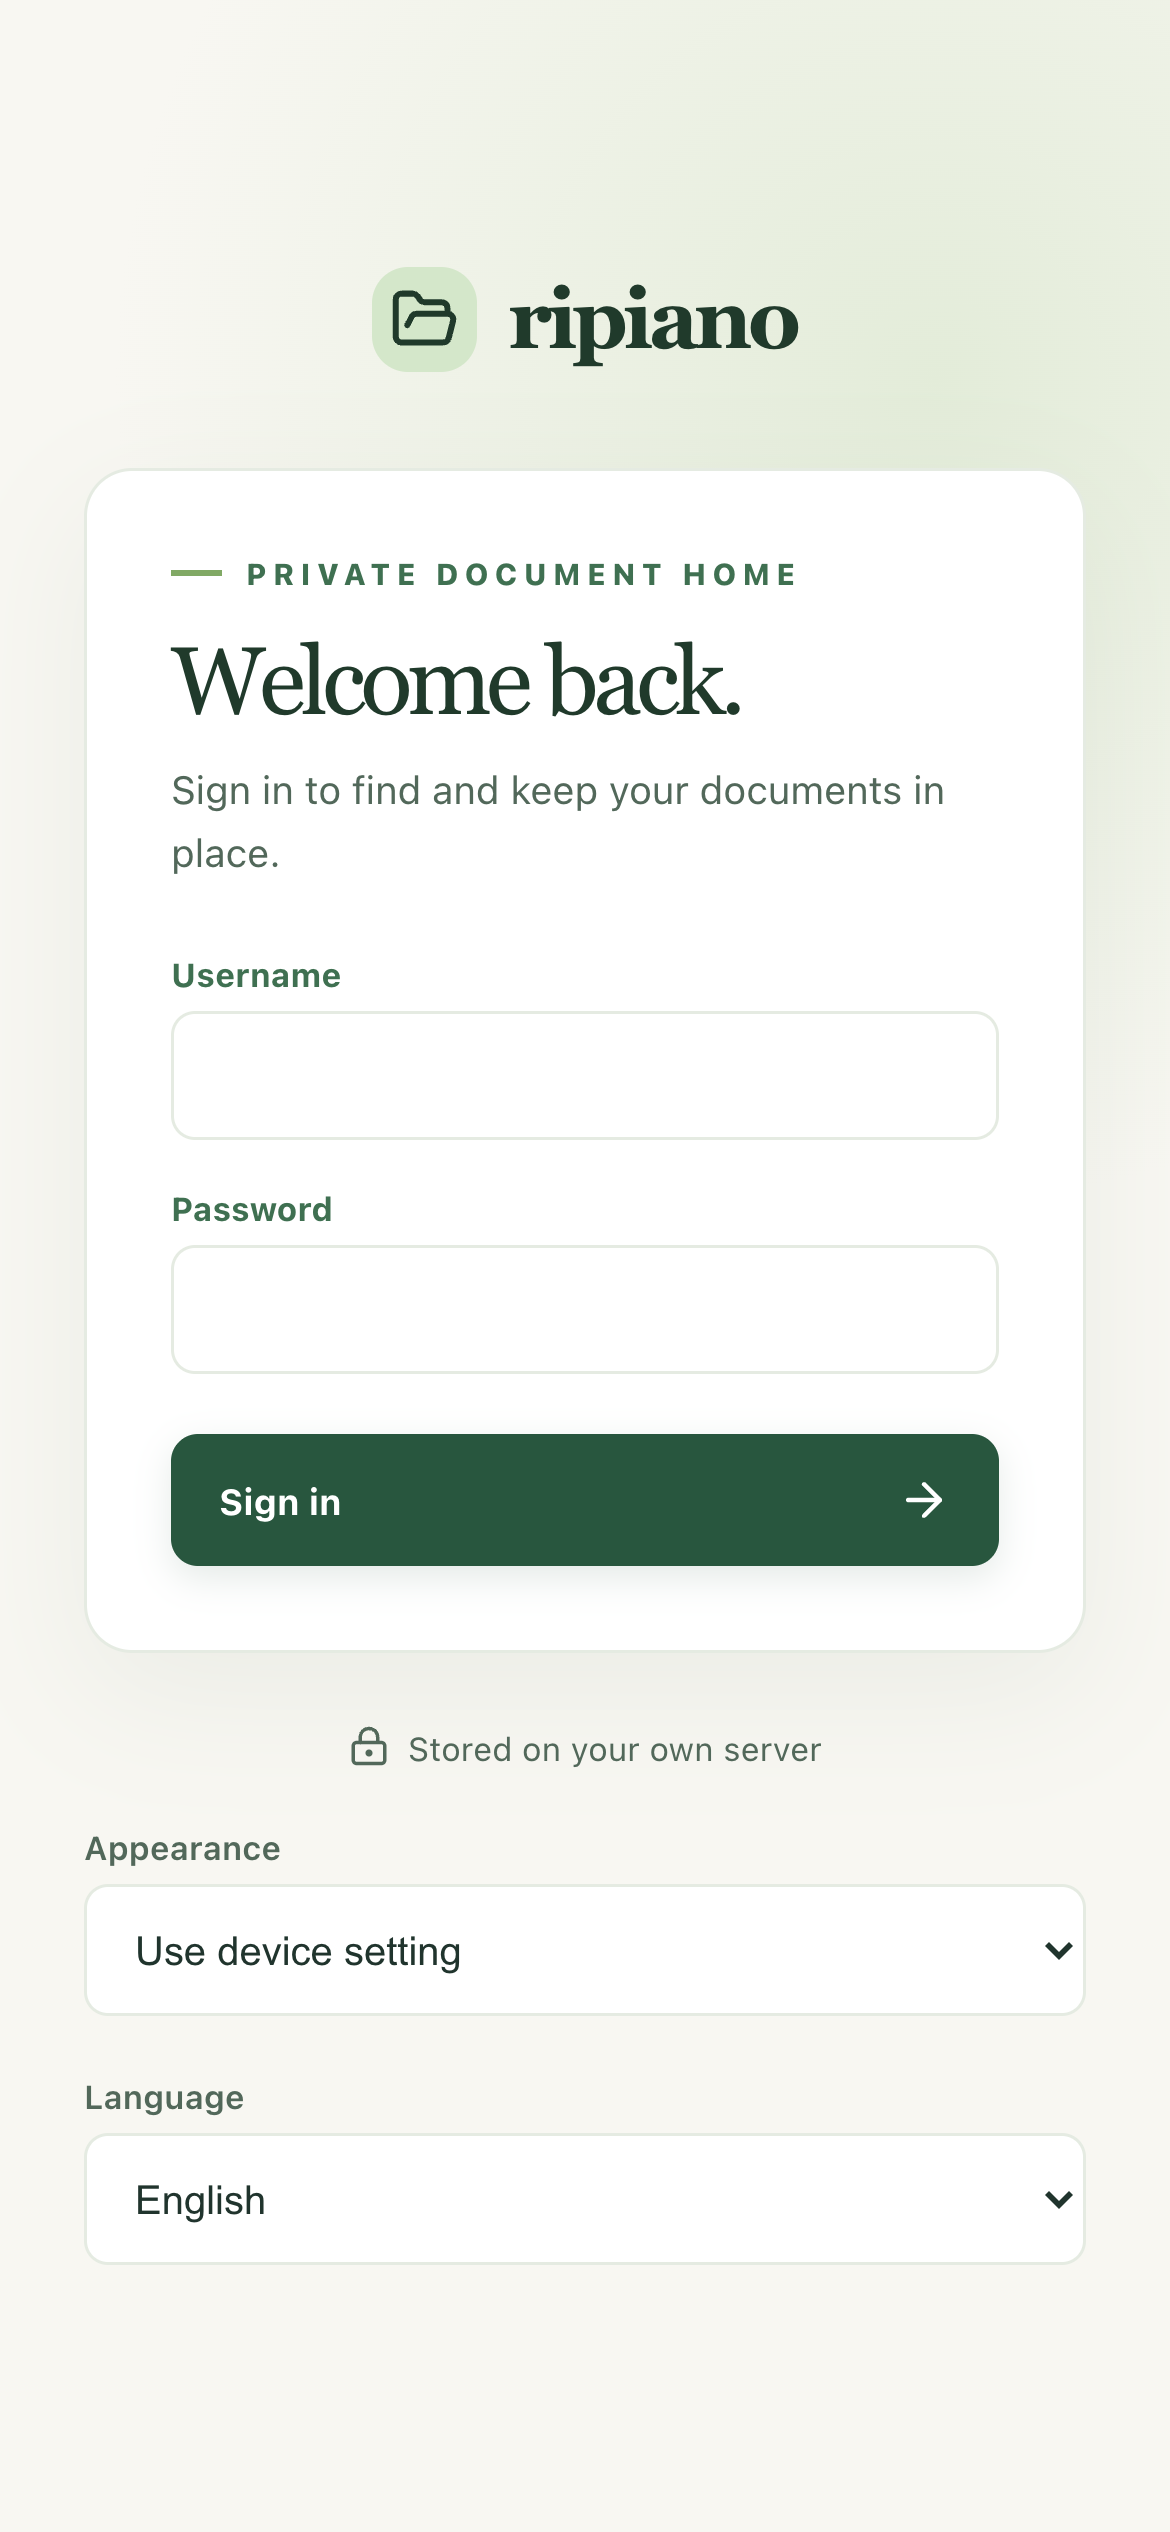 ripiano
PRIVATE DOCUMENT HOME
Welcome back.
Sign in to find and keep your documents in
place.
Username
Password
Sign in
Stored on your own server
Appearance
Use device setting
Language
English